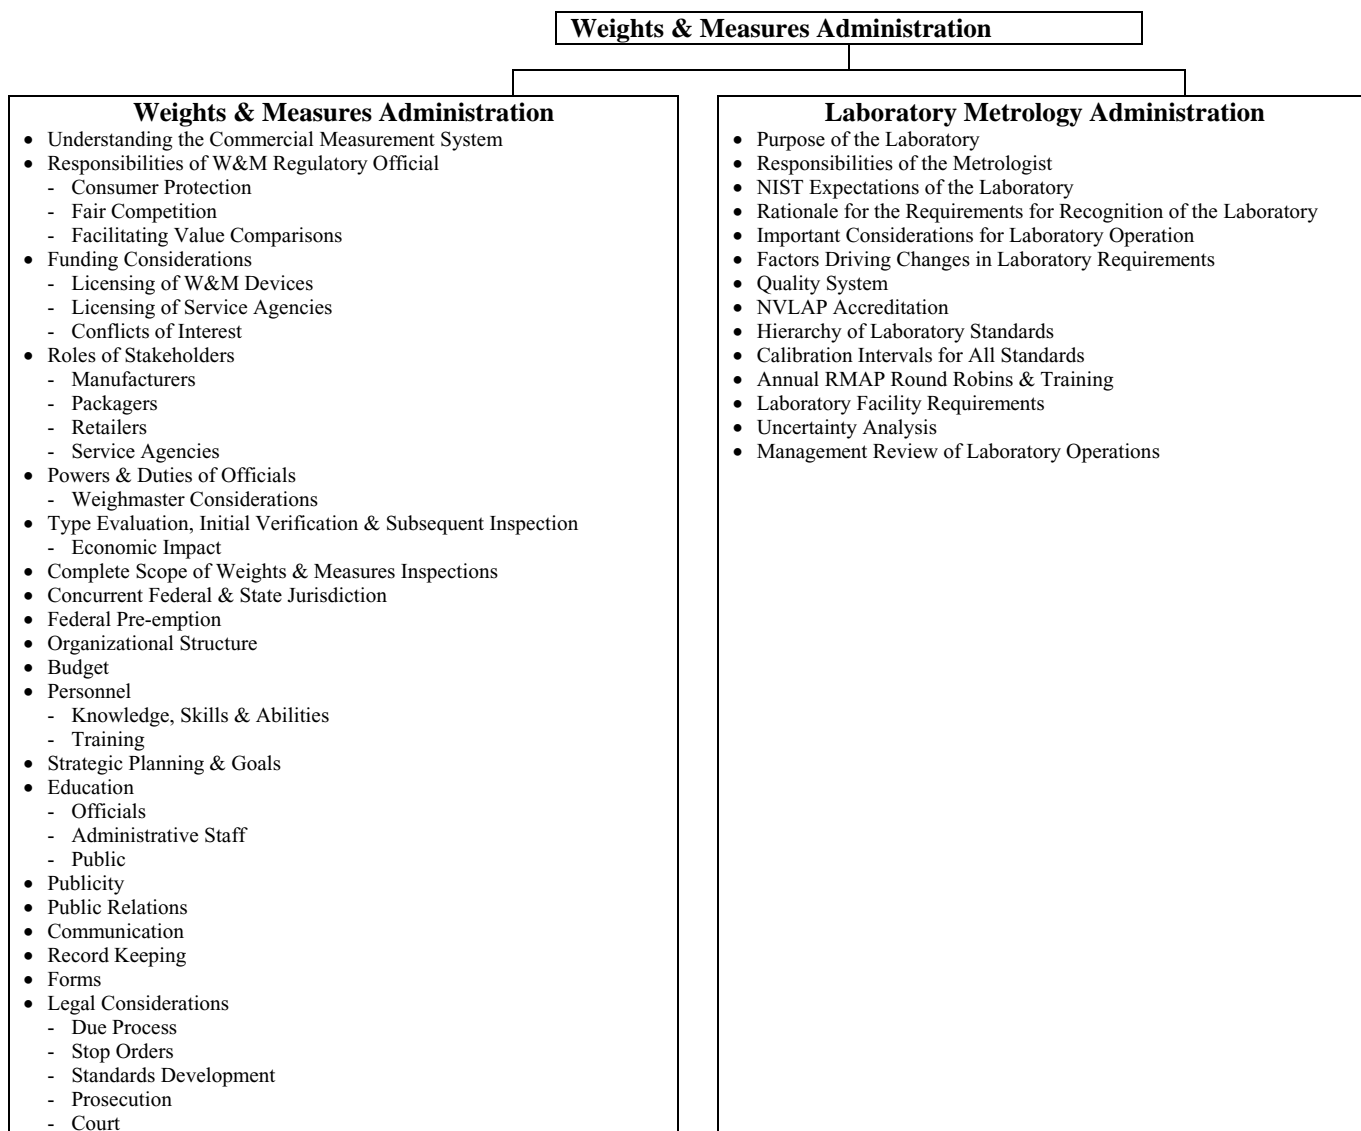 Weights & Measures Administration
Weights & Measures Administration
• Understanding the Commercial Measurement System
• Responsibilities of W&M Regulatory Official
- Consumer Protection
- Fair Competition
- Facilitating Value Comparisons
• Funding Considerations
- Licensing of W&M Devices
- Licensing of Service Agencies
- Conflicts of Interest
• Roles of Stakeholders
- Manufacturers
- Packagers
- Retailers
- Service Agencies
• Powers & Duties of Officials
- Weighmaster Considerations
• Type Evaluation, Initial Verification & Subsequent Inspection
- Economic Impact
• Complete Scope of Weights & Measures Inspections
• Concurrent Federal & State Jurisdiction
• Federal Pre-emption
• Organizational Structure
• Budget
• Personnel
- Knowledge, Skills & Abilities
- Training
• Strategic Planning & Goals
• Education
- Officials
- Administrative Staff
- Public
• Publicity
• Public Relations
• Communication
• Record Keeping
• Forms
• Legal Considerations
- Due Process
- Stop Orders
- Standards Development
- Prosecution
- Court
Laboratory Metrology Administration
• Purpose of the Laboratory
• Responsibilities of the Metrologist
• NIST Expectations of the Laboratory
• Rationale for the Requirements for Recognition of the Laboratory
• Important Considerations for Laboratory Operation
• Factors Driving Changes in Laboratory Requirements
• Quality System
• NVLAP Accreditation
• Hierarchy of Laboratory Standards
• Calibration Intervals for All Standards
• Annual RMAP Round Robins & Training
• Laboratory Facility Requirements
• Uncertainty Analysis
• Management Review of Laboratory Operations